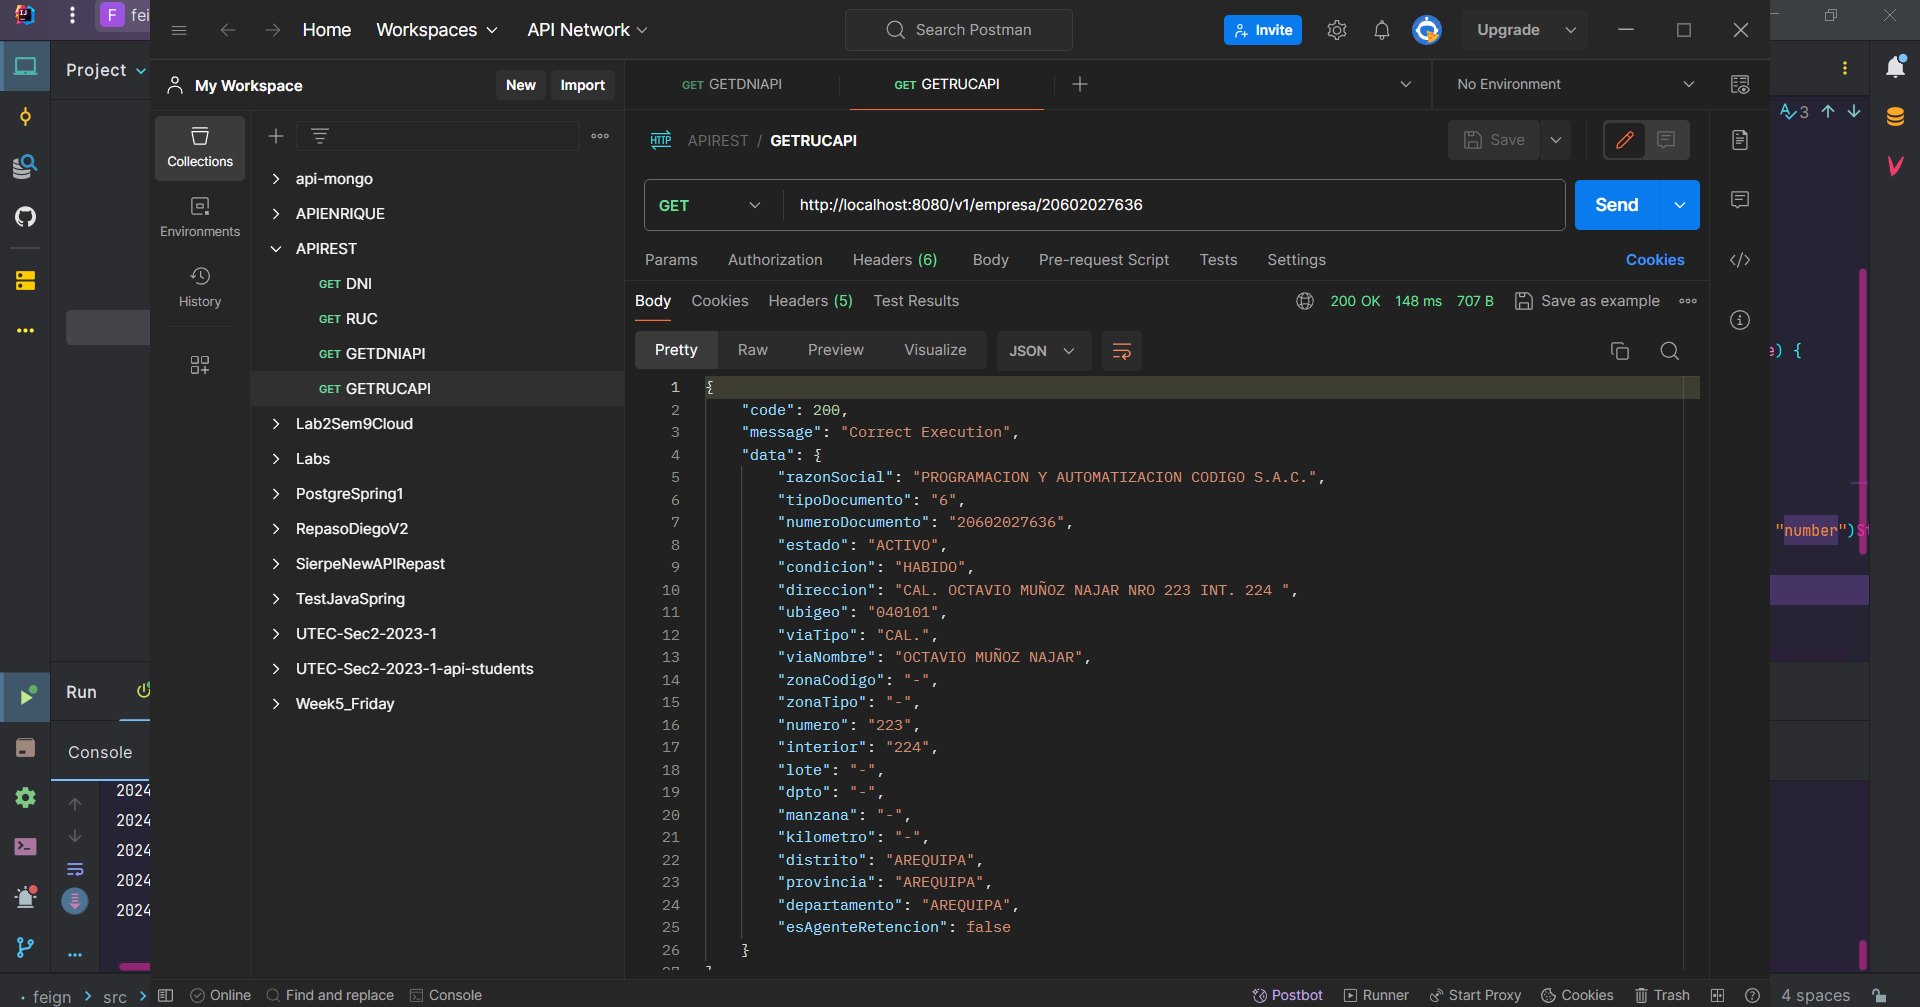 F fei
Project
Home Workspaces API Network
Search Postman
Invite
Upgrade
My Workspace
New Import
GET GETDNIAPI
GET GETRUCAPI
No Environment
Collections
Environments
History
api-mongo
APIENRIQUE
APIREST
GET DNI
GET RUC
GET GETDNIAPI
GET GETRUCAPI
Lab2Sem9Cloud
Labs
PostgreSpring1
RepasoDiegoV2
SierpeNewAPIRepast
TestJavaSpring
UTEC-Sec2-2023-1
UTEC-Sec2-2023-1-api-students
Week5_Friday
HTTP APIREST / GETRUCAPI
Save
GET http://localhost:8080/v1/empresa/20602027636
Send
Params Authorization Headers (6) Body Pre-request Script Tests Settings Cookies
Body Cookies Headers (5) Test Results
200 OK 148 ms 707 B Save as example
Pretty Raw Preview Visualize JSON
1 {
2 "code": 200,
3 "message": "Correct Execution",
4 "data": {
5 "razonSocial": "PROGRAMACION Y AUTOMATIZACION CODIGO S.A.C.",
6 "tipoDocumento": "6",
7 "numeroDocumento": "20602027636",
8 "estado": "ACTIVO",
9 "condicion": "HABIDO",
10 "direccion": "CAL. OCTAVIO MUÑOZ NAJAR NRO 223 INT. 224 ",
11 "ubigeo": "040101",
12 "viaTipo": "CAL.",
13 "viaNombre": "OCTAVIO MUÑOZ NAJAR",
14 "zonaCodigo": "-",
15 "zonaTipo": "-",
16 "numero": "223",
17 "interior": "224",
18 "lote": "-",
19 "dpto": "-",
20 "manzana": "-",
21 "kilometro": "-",
22 "distrito": "AREQUIPA",
23 "provincia": "AREQUIPA",
24 "departamento": "AREQUIPA",
25 "esAgenteRetencion": false
26 }
3
) {
"number")
Run
Console
2024
2024
2024
2024
2024
feign > src >
Online Find and replace Console
Postbot Runner Start Proxy Cookies Trash
4 spaces